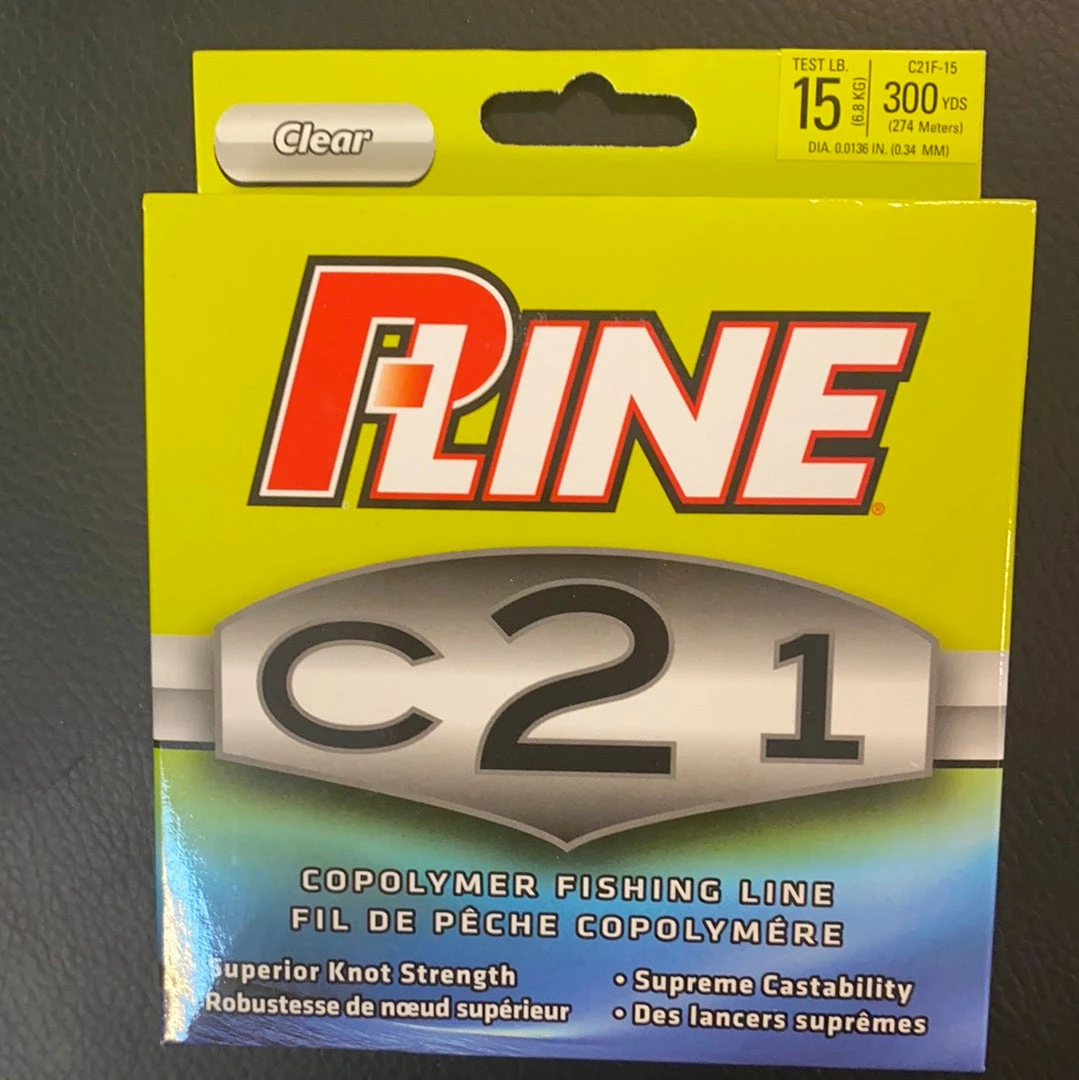 Clear
TEST LB.
15
(6.8 KG)
C21F-15
300 YDS
(274 Meters)
DIA. 0.0136 IN. (0.34 MM)
PLINE®
C21
COPOLYMER FISHING LINE
FIL DE PÊCHE COPOLYMÉRE
Superior Knot Strength
Robustesse de nœud supérieur
• Supreme Castability
• Des lancers suprêmes